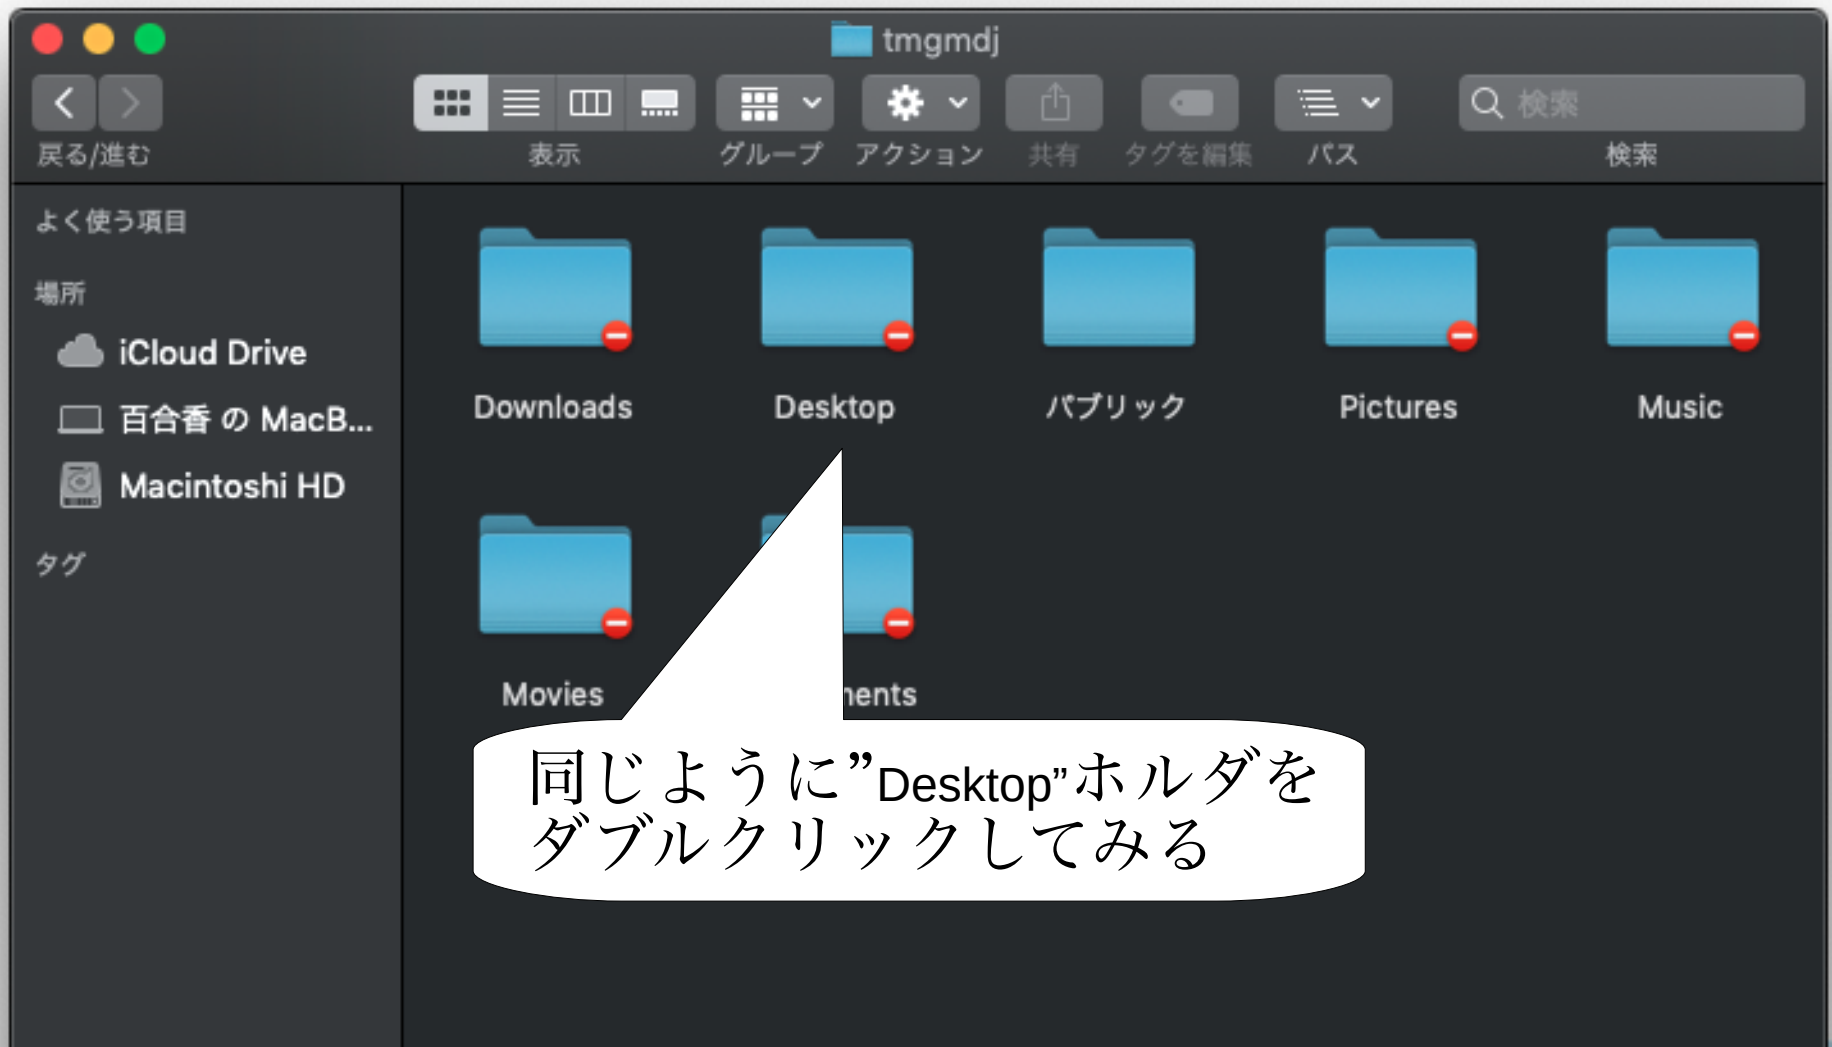 tmgmdj
検索
戻る/進む
表示
グループ
アクション
共有
タグを編集
パス
検索
よく使う項目
場所
iCloud Drive
百合香 の MacB...
Macintoshi HD
タグ
Downloads
Desktop
パブリック
Pictures
Music
Movies
ments
同じように”Desktop”ホルダを
ダブルクリックしてみる